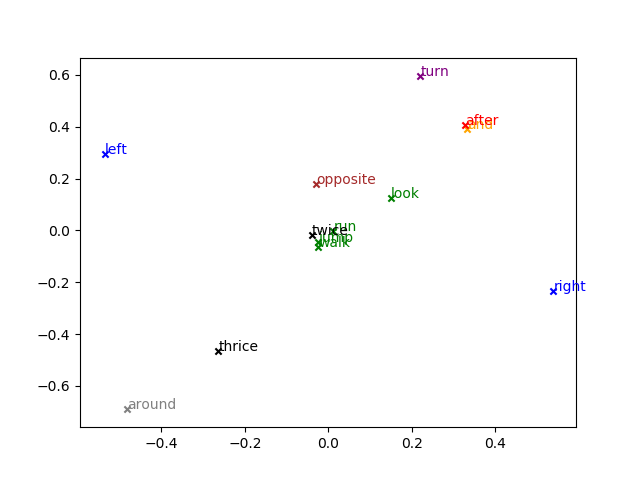 turn
0.6
after
and
0.4
left
opposite
0.2
look
run
twice
0.0
jump
walk
−0.2
right
thrice
−0.4
around
−0.6
−0.4 −0.2 0.0 0.2 0.4